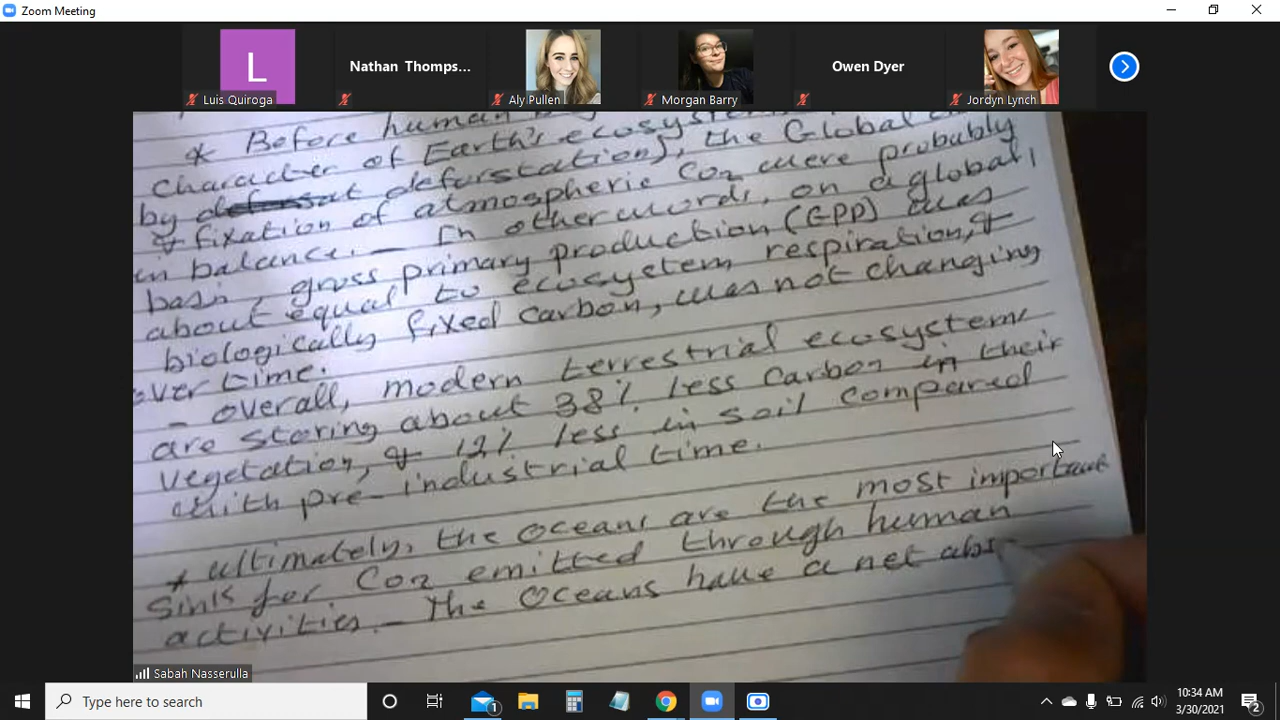 Zoom Meeting
L
Luis Quiroga
Nathan Thomps...
Aly Pullen
Morgan Barry
Owen Dyer
Jordyn Lynch
* Before human
character of Earth's ecosystems
by deforstation), the Global
& fixation of atmospheric CO2 were probably
in balance. — In other words, on a global
basis, gross primary production (GPP) was
about equal to ecosystem respiration, &
biologically fixed carbon, was not changing
over time.
- overall, modern terrestrial ecosystems
are storing about 38% less carbon in their
vegetation, & 12% less in soil compared
with pre-industrial time.
* ultimately, the oceans are the most important
sinks for CO2 emitted through human
activities. - The oceans have a net abs
Sabah Nasserulla
Type here to search
1
10:34 AM
3/30/2021
2